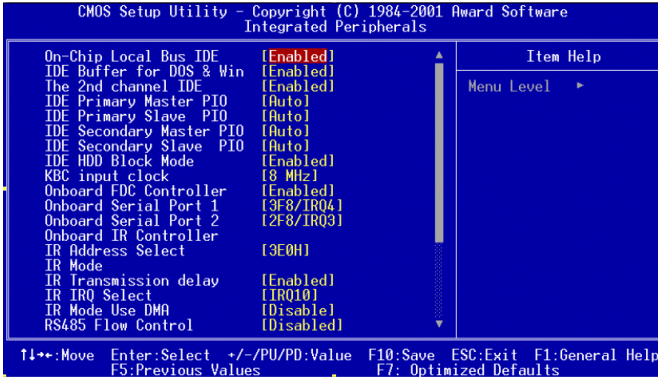 CMOS Setup Utility - Copyright (C) 1984-2001 Award Software
Integrated Peripherals
On-Chip Local Bus IDE [Enabled]
IDE Buffer for DOS & Win [Enabled]
The 2nd channel IDE [Enabled]
IDE Primary Master PIO [Auto]
IDE Primary Slave PIO [Auto]
IDE Secondary Master PIO [Auto]
IDE Secondary Slave PIO [Auto]
IDE HDD Block Mode [Enabled]
KBC input clock [8 MHz]
Onboard FDC Controller [Enabled]
Onboard Serial Port 1 [3F8/IRQ4]
Onboard Serial Port 2 [2F8/IRQ3]
Onboard IR Controller
IR Address Select [3E0H]
IR Mode
IR Transmission delay [Enabled]
IR IRQ Select [IRQ10]
IR Mode Use DMA [Disable]
RS485 Flow Control [Disabled]
Item Help
Menu Level ►
↑↓→←:Move Enter:Select +/-/PU/PD:Value F10:Save ESC:Exit F1:General Help
F5:Previous Values F7: Optimized Defaults